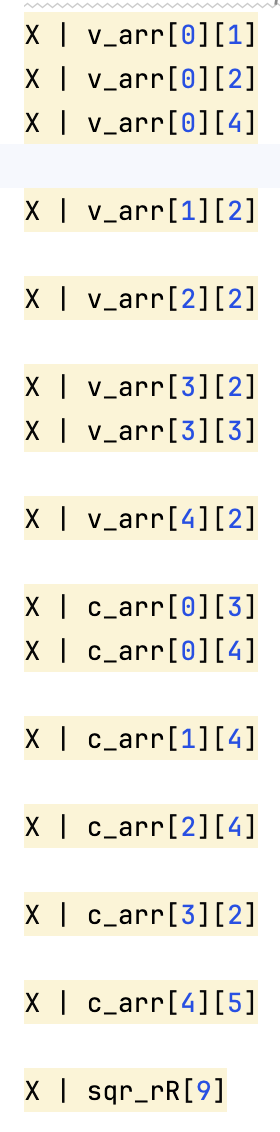 X | v_arr[0][1]
X | v_arr[0][2]
X | v_arr[0][4]
X | v_arr[1][2]
X | v_arr[2][2]
X | v_arr[3][2]
X | v_arr[3][3]
X | v_arr[4][2]
X | c_arr[0][3]
X | c_arr[0][4]
X | c_arr[1][4]
X | c_arr[2][4]
X | c_arr[3][2]
X | c_arr[4][5]
X | sqr_rR[9]